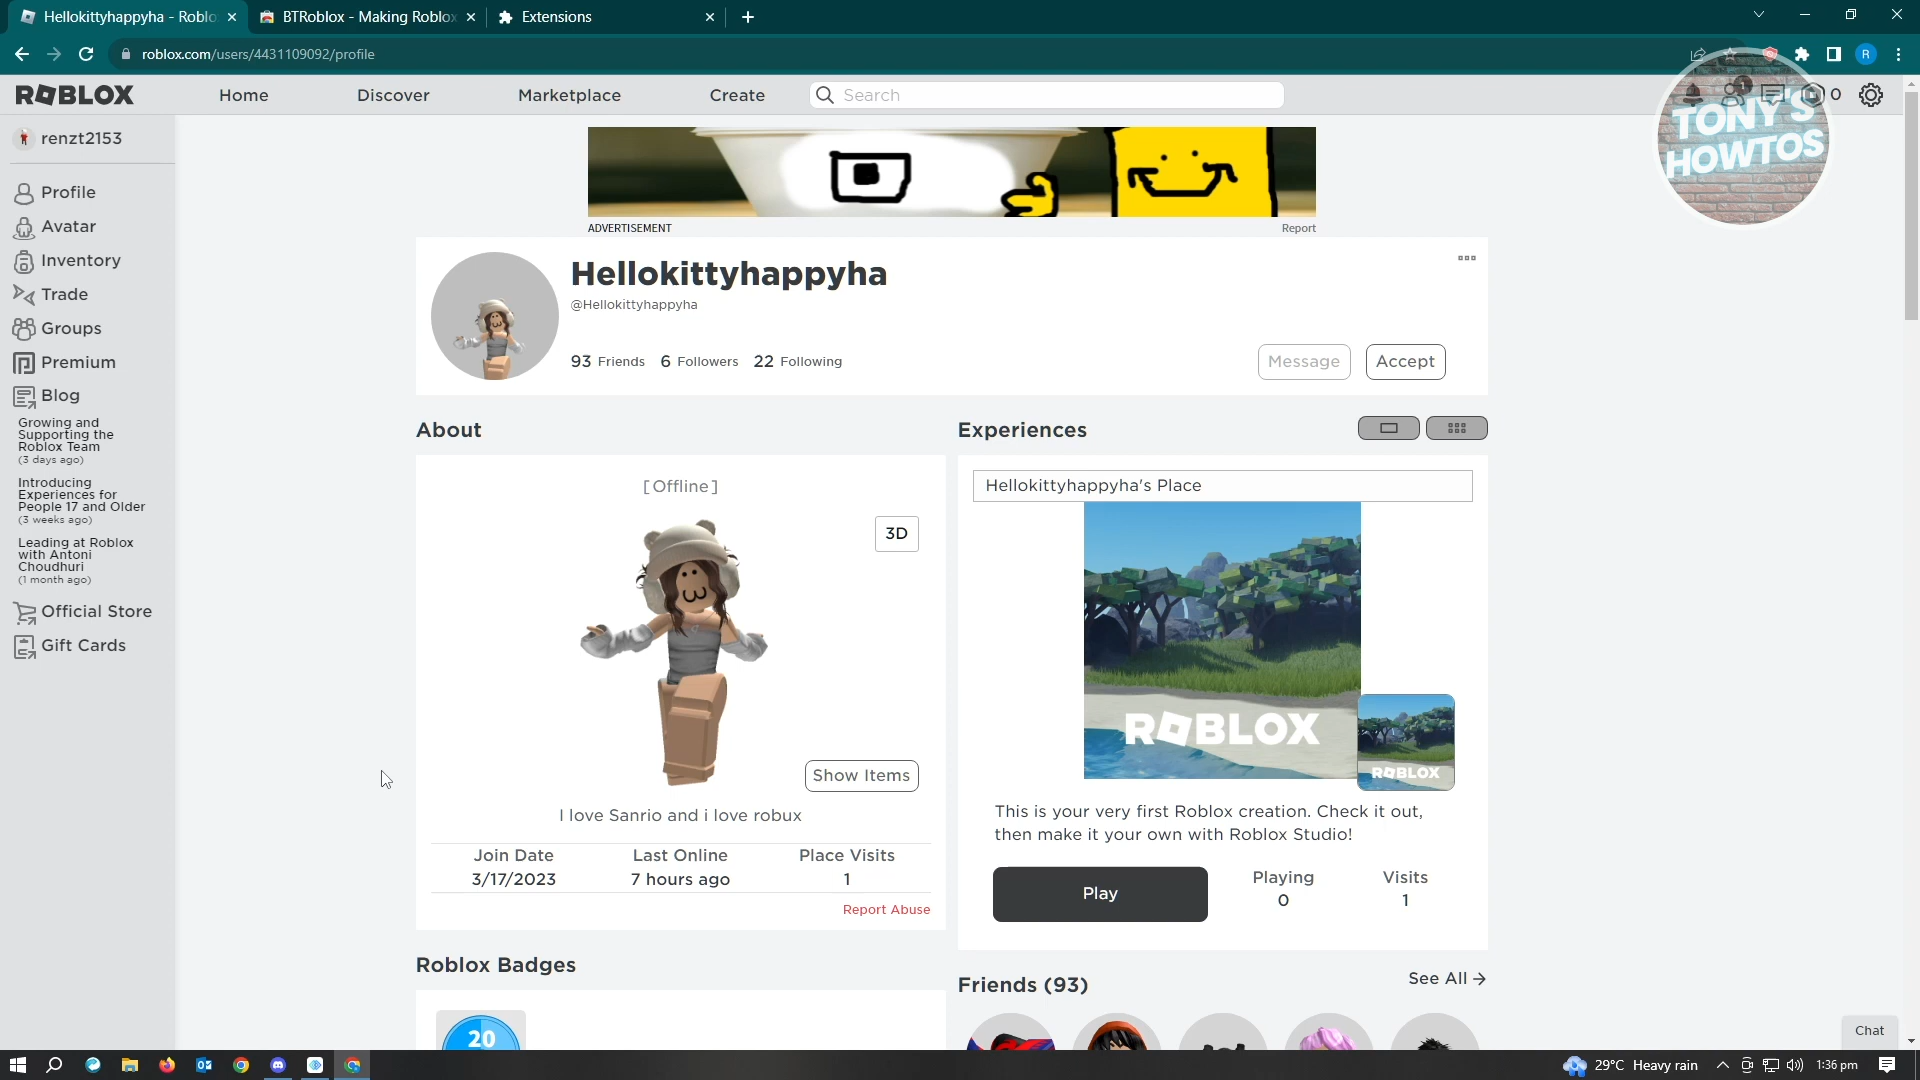 Hellokittyhappyha - Roblo
BTRoblox - Making Roblox
Extensions
roblox.com/users/4431109092/profile
R
ROBLOX
Home
Discover
Marketplace
Create
Search
1
0
TONY'S
HOWTOS
renzt2153
Profile
Avatar
Inventory
Trade
Groups
Premium
Blog
Growing and
Supporting the
Roblox Team
(3 days ago)
Introducing
Experiences for
People 17 and Older
(3 weeks ago)
Leading at Roblox
with Antoni
Choudhuri
(1 month ago)
Official Store
Gift Cards
ADVERTISEMENT
Report
Hellokittyhappyha
@Hellokittyhappyha
93 Friends 6 Followers 22 Following
Message
Accept
About
[Offline]
3D
Show Items
I love Sanrio and i love robux
Join Date Last Online Place Visits
3/17/2023 7 hours ago 1
Report Abuse
Roblox Badges
20
Experiences
Hellokittyhappyha's Place
ROBLOX
ROBLOX
This is your very first Roblox creation. Check it out,
then make it your own with Roblox Studio!
Play
Playing Visits
0 1
Friends (93)
See All
Chat
29°C Heavy rain
1:36 pm